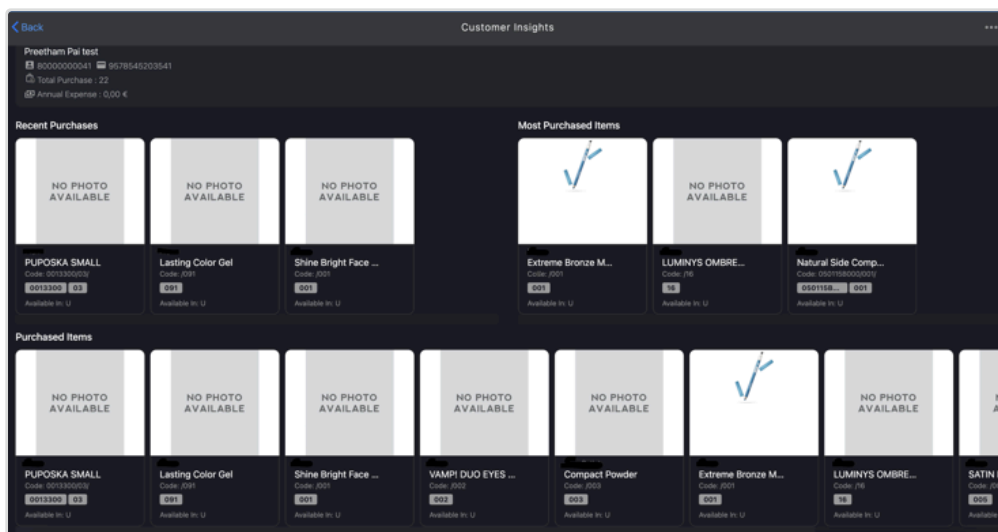 Back
Customer Insights
Preetham Pai test
80000000041 9578545203541
Total Purchase : 22
Annual Expense : 0,00 €
Recent Purchases
NO PHOTO AVAILABLE
PUPOSKA SMALL
Code: 0013300/03/
0013300 03
Available In: U
NO PHOTO AVAILABLE
Lasting Color Gel
Code: /091
091
Available In: U
NO PHOTO AVAILABLE
Shine Bright Face ...
Code: /001
001
Available In: U
Most Purchased Items
Extreme Bronze M...
Code: /001
001
Available In: U
NO PHOTO AVAILABLE
LUMINYS OMBRE...
Code: /16
16
Available In: U
Natural Side Comp...
Code: 0501158000/001/
0501158... 001
Available In: U
Purchased Items
NO PHOTO AVAILABLE
PUPOSKA SMALL
Code: 0013300/03/
0013300 03
Available In: U
NO PHOTO AVAILABLE
Lasting Color Gel
Code: /091
091
Available In: U
NO PHOTO AVAILABLE
Shine Bright Face ...
Code: /001
001
Available In: U
NO PHOTO AVAILABLE
VAMP! DUO EYES ...
Code: /002
002
Available In: U
NO PHOTO AVAILABLE
Compact Powder
Code: /003
003
Available In: U
Extreme Bronze M...
Code: /001
001
Available In: U
NO PHOTO AVAILABLE
LUMINYS OMBRE...
Code: /16
16
Available In: U
SATIN
Code: /00
005
Available